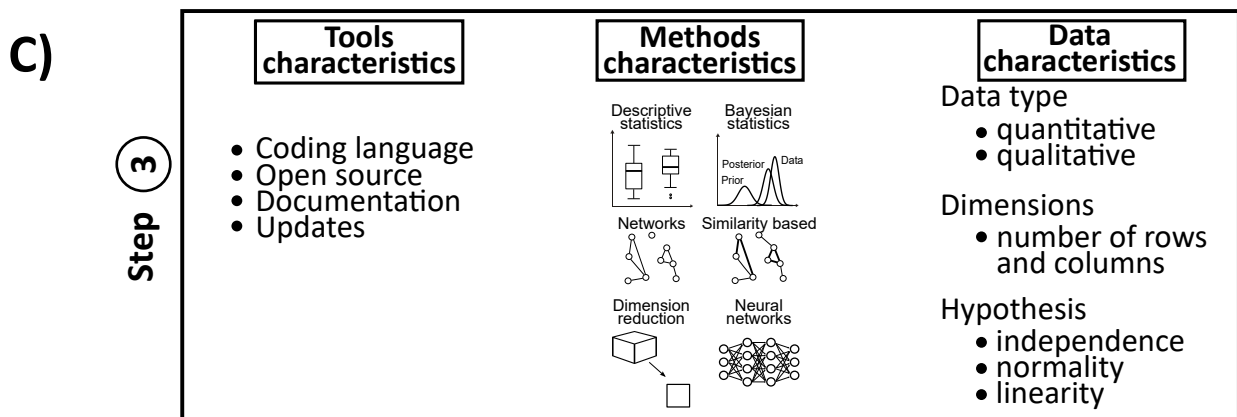 C)
Step 3
Tools
characteristics
• Coding language
• Open source
• Documentation
• Updates
Methods
characteristics
Descriptive
statistics
Bayesian
statistics
Posterior
Data
Prior
Networks
Similarity based
Dimension
reduction
Neural
networks
Data
characteristics
Data type
• quantitative
• qualitative
Dimensions
• number of rows
and columns
Hypothesis
• independence
• normality
• linearity